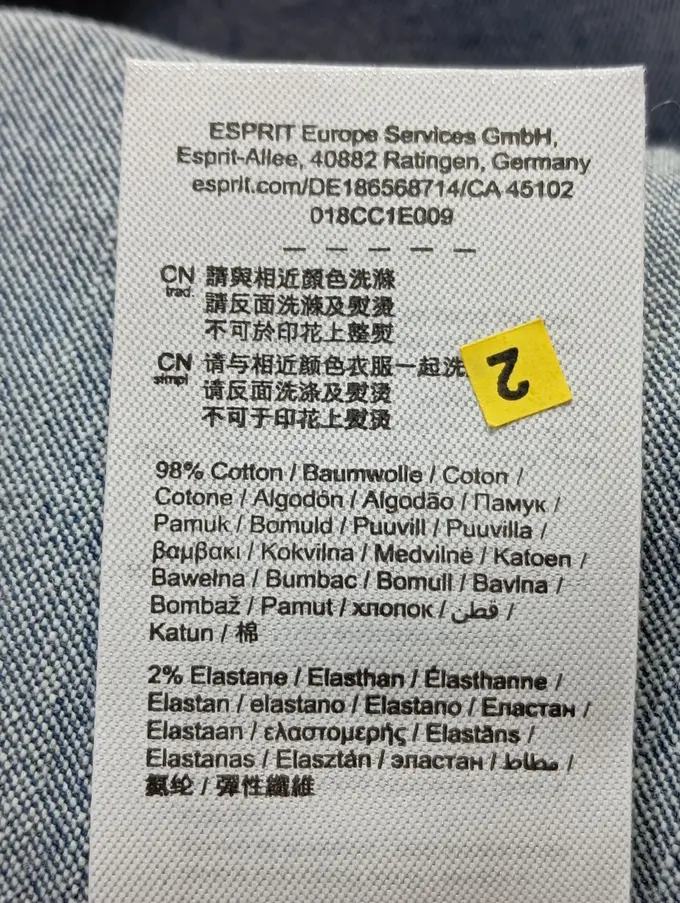 ESPRIT Europe Services GmbH,
Esprit-Allee, 40882 Ratingen, Germany
esprit.com/DE186568714/CA 45102
018CC1E009
— — — — —
CN trad. 請與相近顏色洗滌
請反面洗滌及熨燙
不可於印花上整熨
CN simpl 请与相近颜色衣服一起洗
请反面洗涤及熨烫
不可于印花上熨烫
2
98% Cotton / Baumwolle / Coton /
Cotone / Algodón / Algodão / Памук /
Pamuk / Bomuld / Puuvill / Puuvilla /
βαμβακι / Kokvilna / Medvilnė / Katoen /
Bawełna / Bumbac / Bomull / Bavlna /
Bombaž / Pamut / хлопок / قطن /
Katun / 棉
2% Elastane / Elasthan / Élasthanne /
Elastan / elastano / Elastano / Еластан /
Elastaan / ελαστομερής / Elastāns /
Elastanas / Elasztán / эластан / مطاط /
氨纶 / 彈性纖維